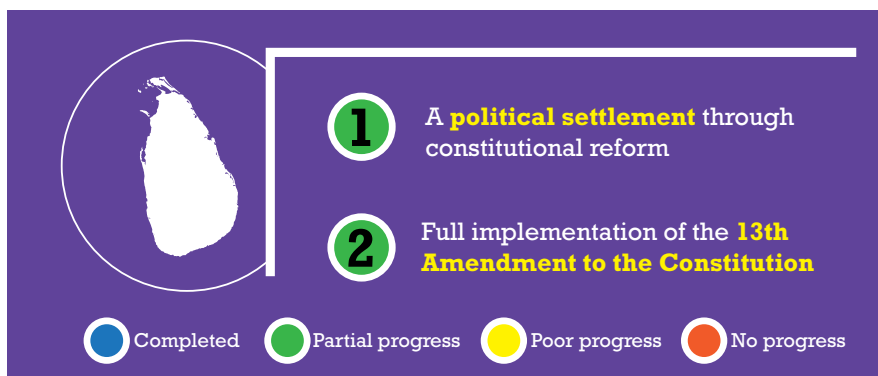 1
A political settlement through
constitutional reform
2
Full implementation of the 13th
Amendment to the Constitution
Completed
Partial progress
Poor progress
No progress